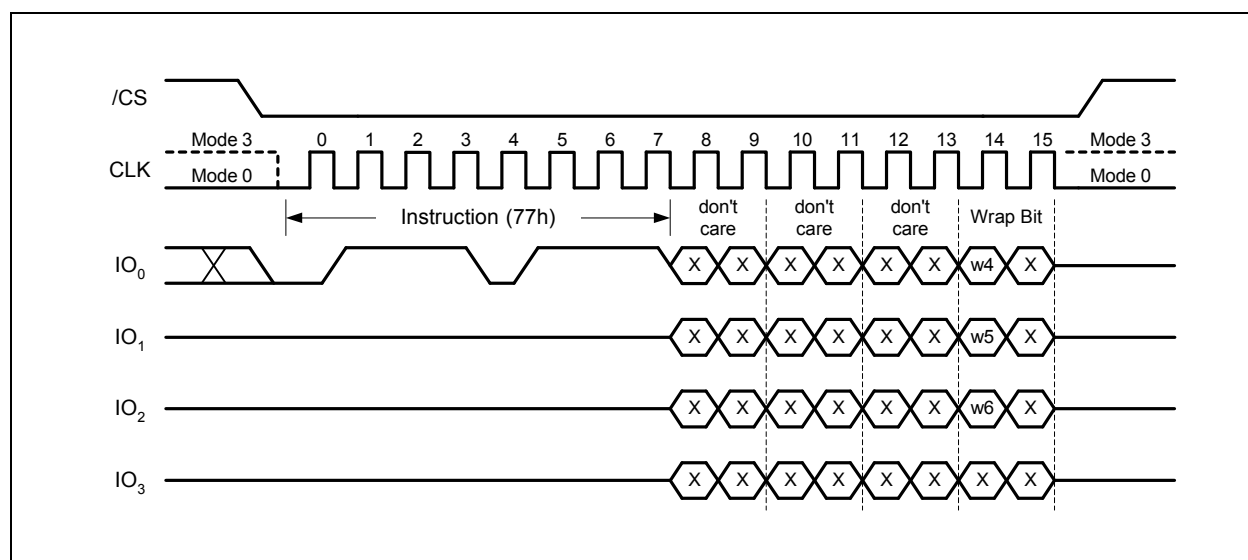 /CS
Mode 3 0 1 2 3 4 5 6 7 8 9 10 11 12 13 14 15 Mode 3
CLK
Mode 0 Mode 0
Instruction (77h) don't care don't care don't care Wrap Bit
IO0 X X X X X X w4 X
IO1 X X X X X X w5 X
IO2 X X X X X X w6 X
IO3 X X X X X X X X